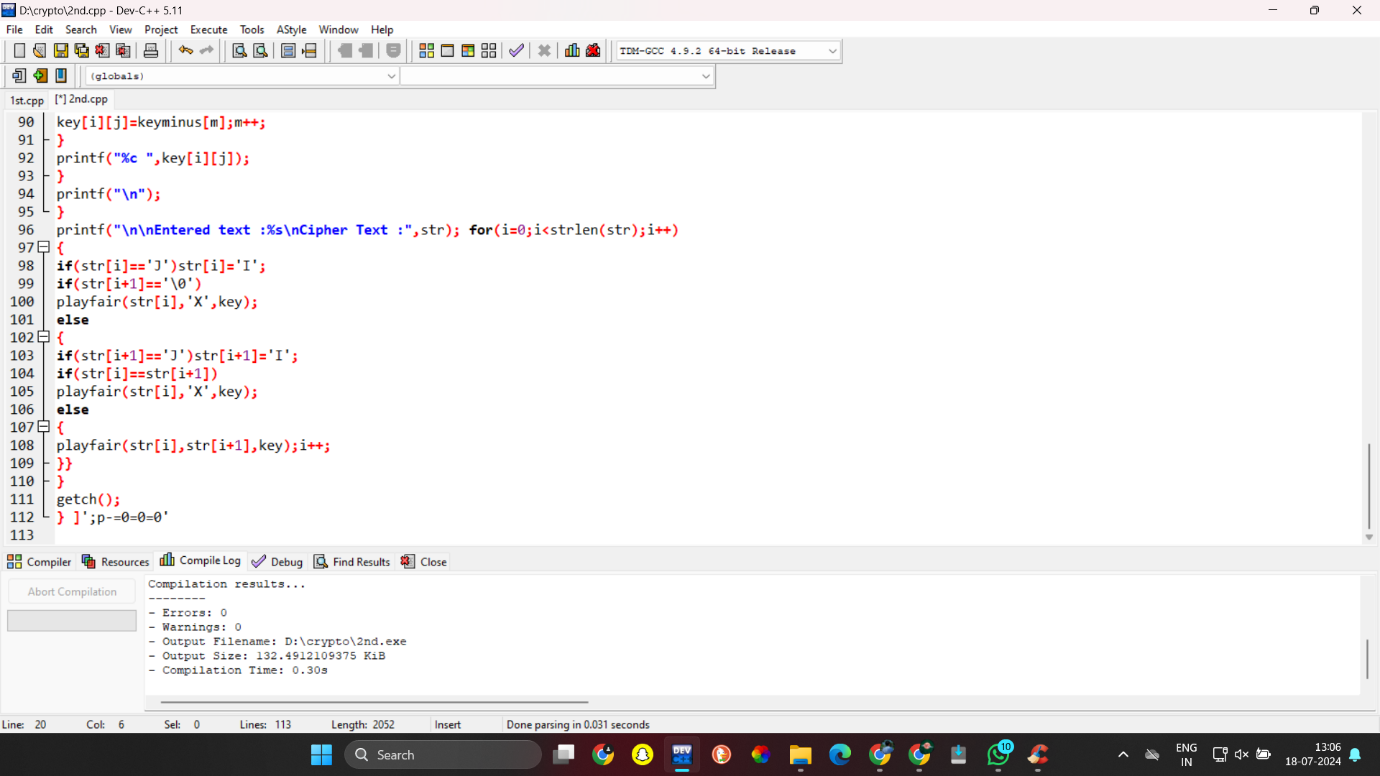 D:\crypto\2nd.cpp - Dev-C++ 5.11
File Edit Search View Project Execute Tools AStyle Window Help
TDM-GCC 4.9.2 64-bit Release
(globals)
1st.cpp [*] 2nd.cpp
90 key[i][j]=keyminus[m];m++;
91 }
92 printf("%c ",key[i][j]);
93 }
94 printf("\n");
95 }
96 printf("\n\nEntered text :%s\nCipher Text :",str); for(i=0;i<strlen(str);i++)
97 {
98 if(str[i]=='J')str[i]='I';
99 if(str[i+1]=='\0')
100 playfair(str[i],'X',key);
101 else
102 {
103 if(str[i+1]=='J')str[i+1]='I';
104 if(str[i]==str[i+1])
105 playfair(str[i],'X',key);
106 else
107 {
108 playfair(str[i],str[i+1],key);i++;
109 }}
110 }
111 getch();
112 } ]';p-=0=0=0'
113
Compiler Resources Compile Log Debug Find Results Close
Abort Compilation
Compilation results...
--------
- Errors: 0
- Warnings: 0
- Output Filename: D:\crypto\2nd.exe
- Output Size: 132.4912109375 KiB
- Compilation Time: 0.30s
Line: 20 Col: 6 Sel: 0 Lines: 113 Length: 2052 Insert Done parsing in 0.031 seconds
Search
DEV C++
10
ENG
IN
13:06
18-07-2024